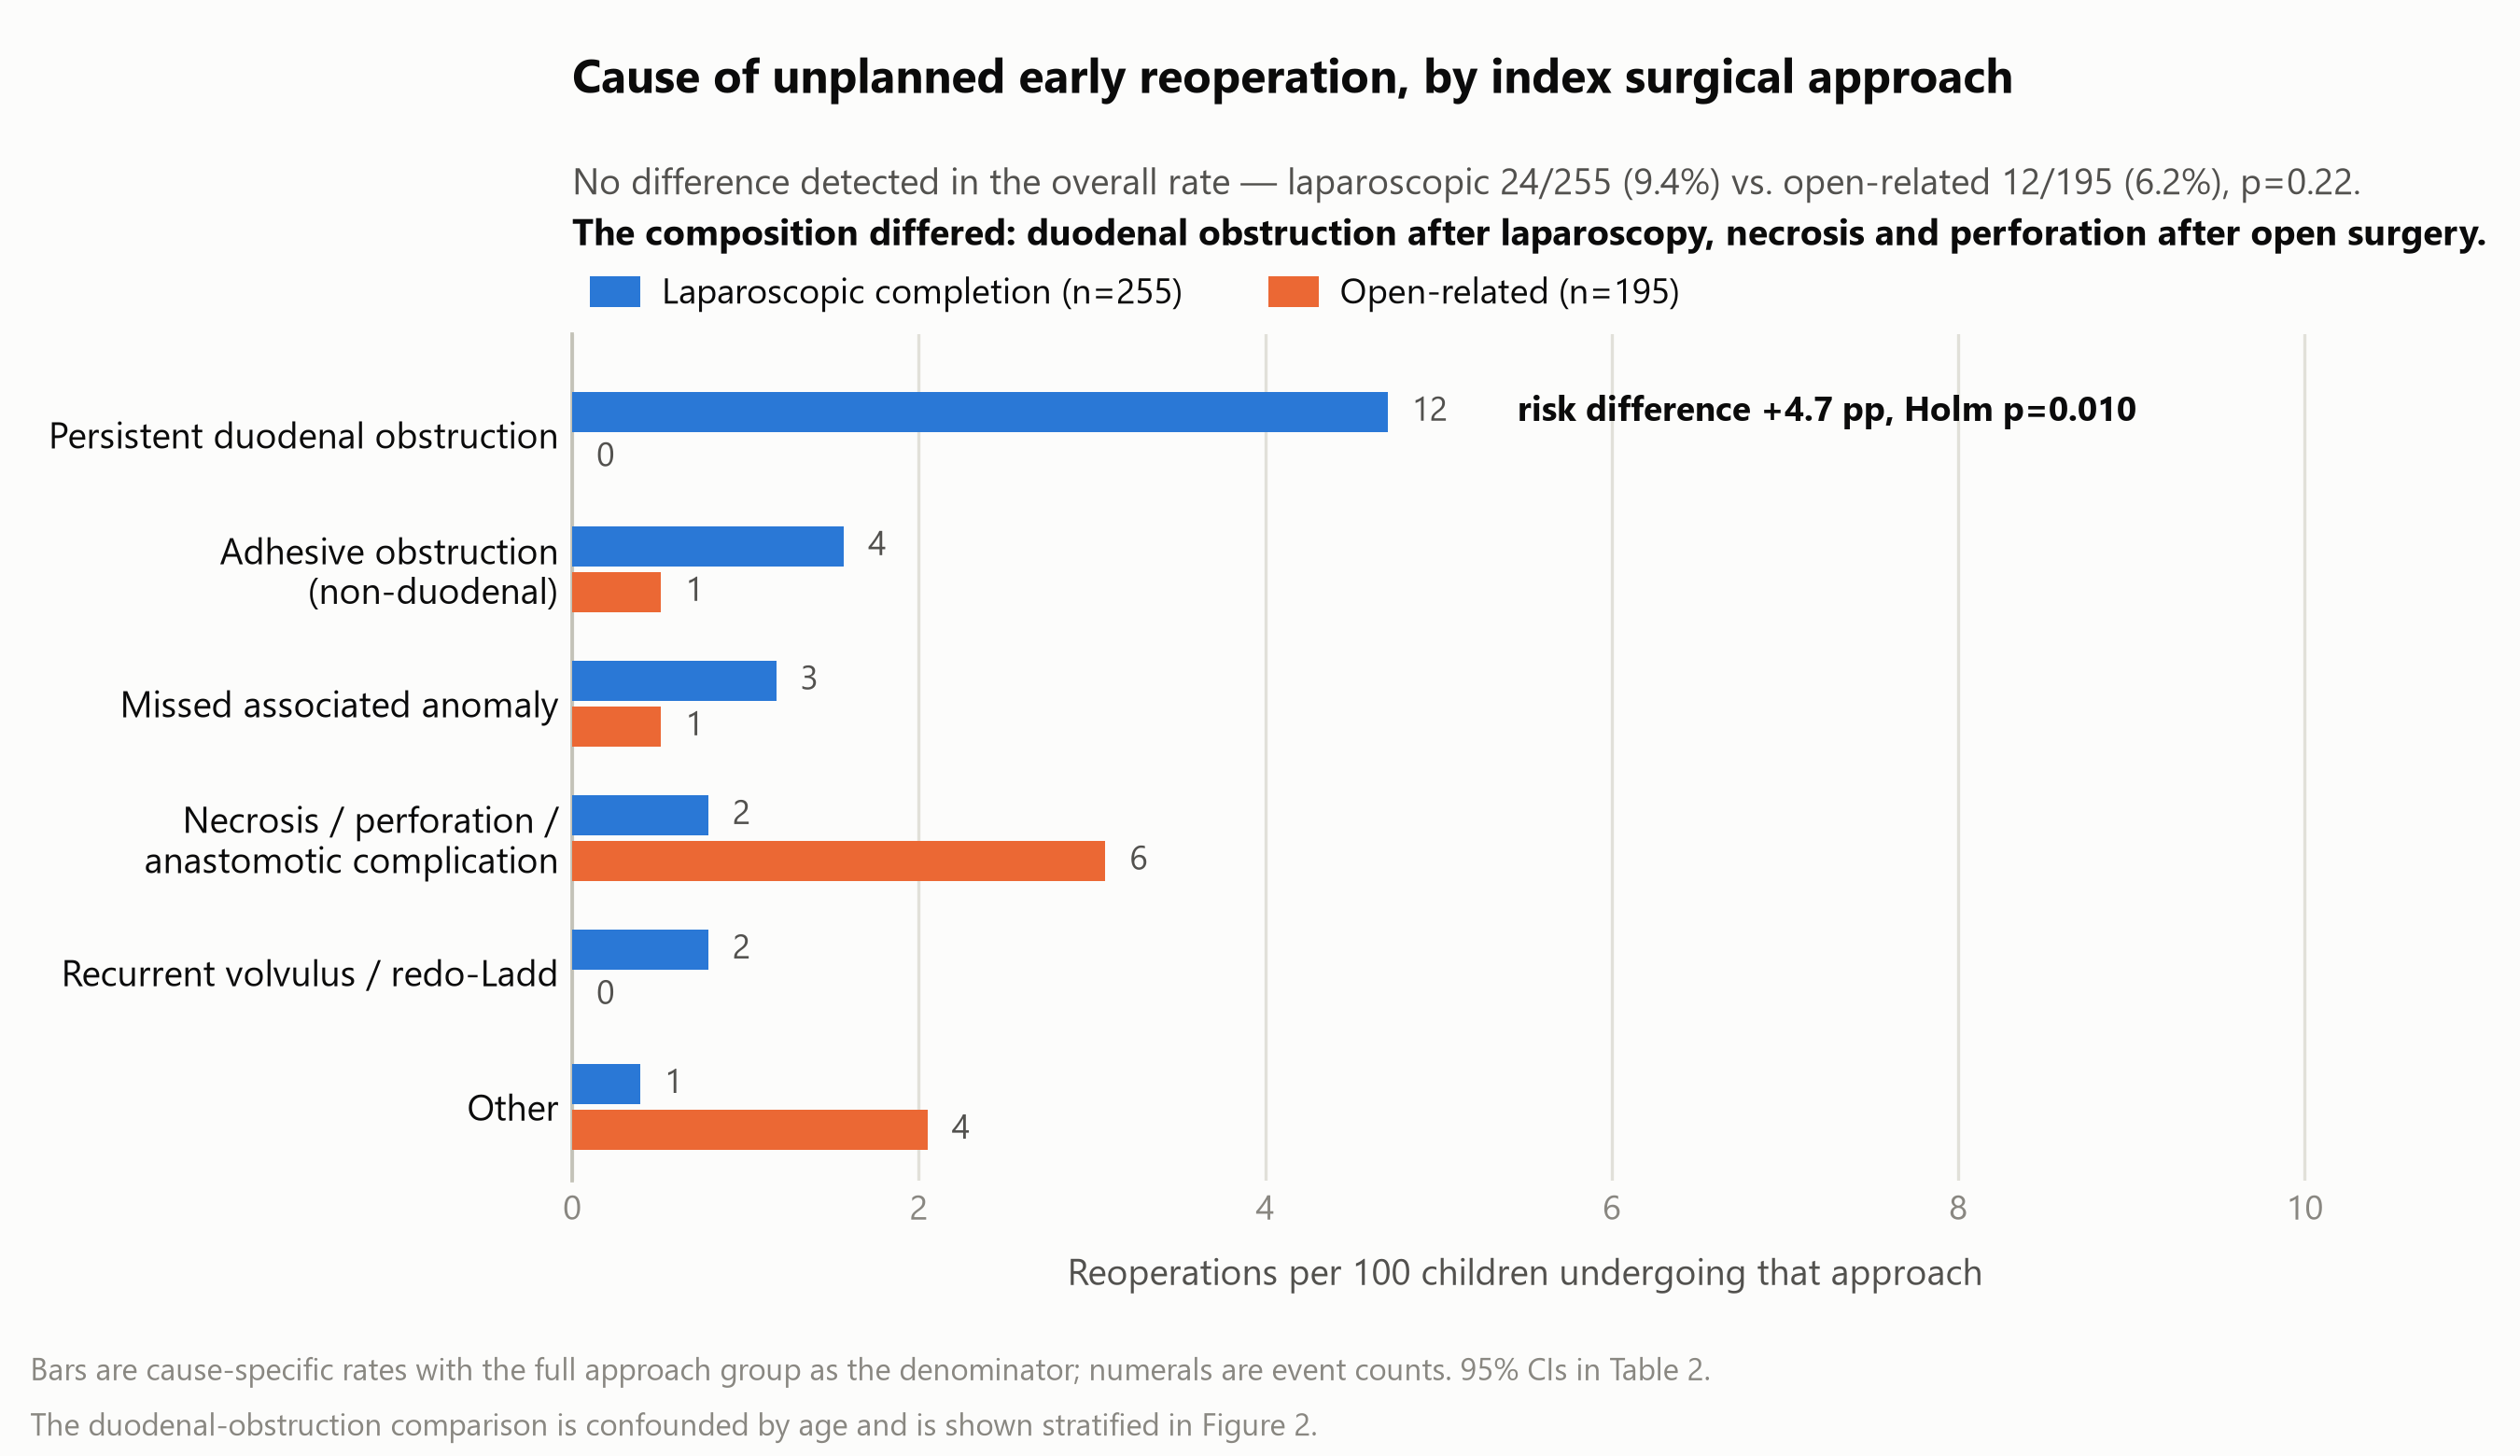 Cause of unplanned early reoperation, by index surgical approach
No difference detected in the overall rate — laparoscopic 24/255 (9.4%) vs. open-related 12/195 (6.2%), p=0.22.
The composition differed: duodenal obstruction after laparoscopy, necrosis and perforation after open surgery.
Laparoscopic completion (n=255) Open-related (n=195)
Persistent duodenal obstruction
12 risk difference +4.7 pp, Holm p=0.010
0
Adhesive obstruction
(non-duodenal)
4
1
Missed associated anomaly
3
1
Necrosis / perforation /
anastomotic complication
2
6
Recurrent volvulus / redo-Ladd
2
0
Other
1
4
0 2 4 6 8 10
Reoperations per 100 children undergoing that approach
Bars are cause-specific rates with the full approach group as the denominator; numerals are event counts. 95% CIs in Table 2.
The duodenal-obstruction comparison is confounded by age and is shown stratified in Figure 2.